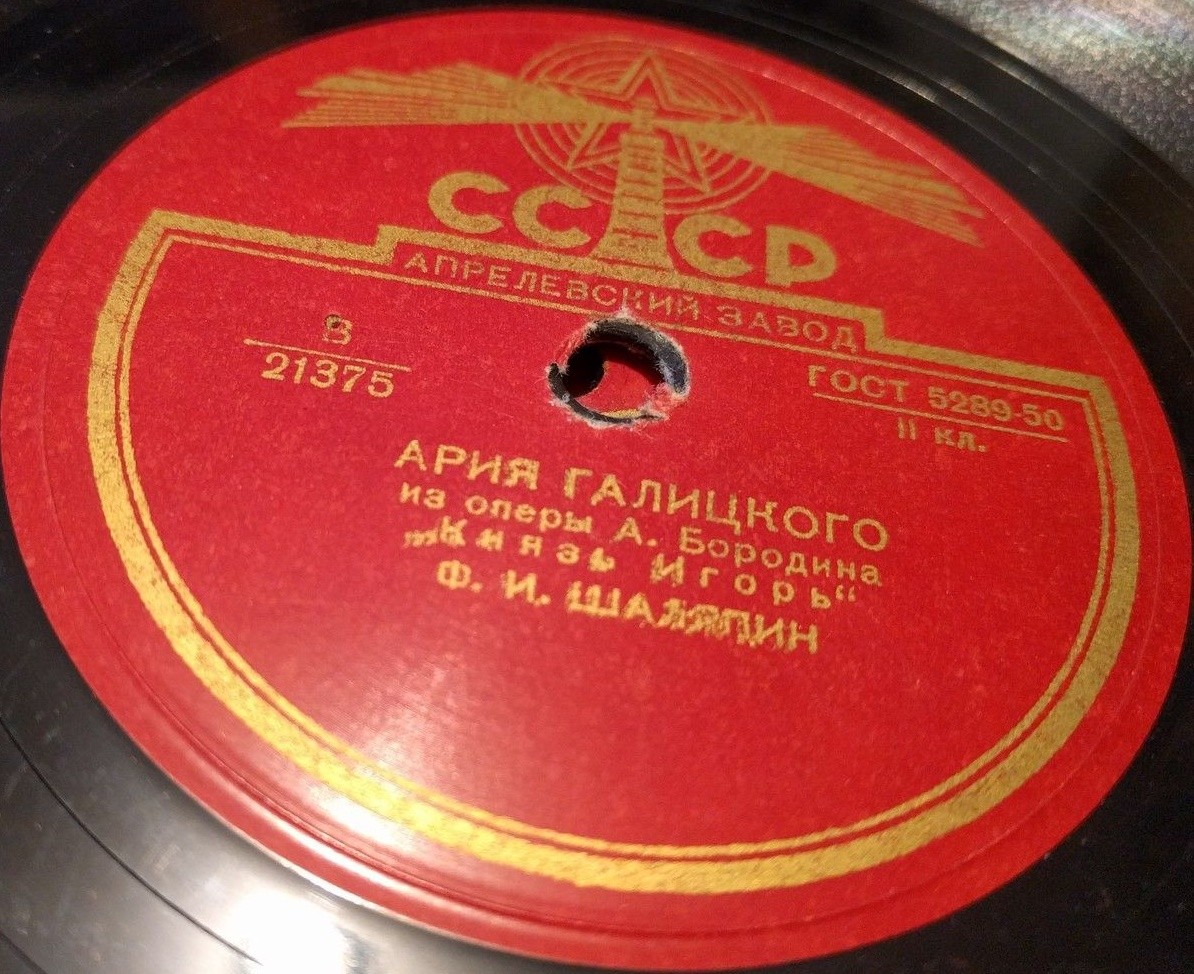 СССР
АПРЕЛЕВСКИЙ ЗАВОД
В
21375
ГОСТ 5289-50
II кл.
АРИЯ ГАЛИЦКОГО
из оперы А. Бородина
„Князь Игорь“
Ф. И. ШАЛЯПИН